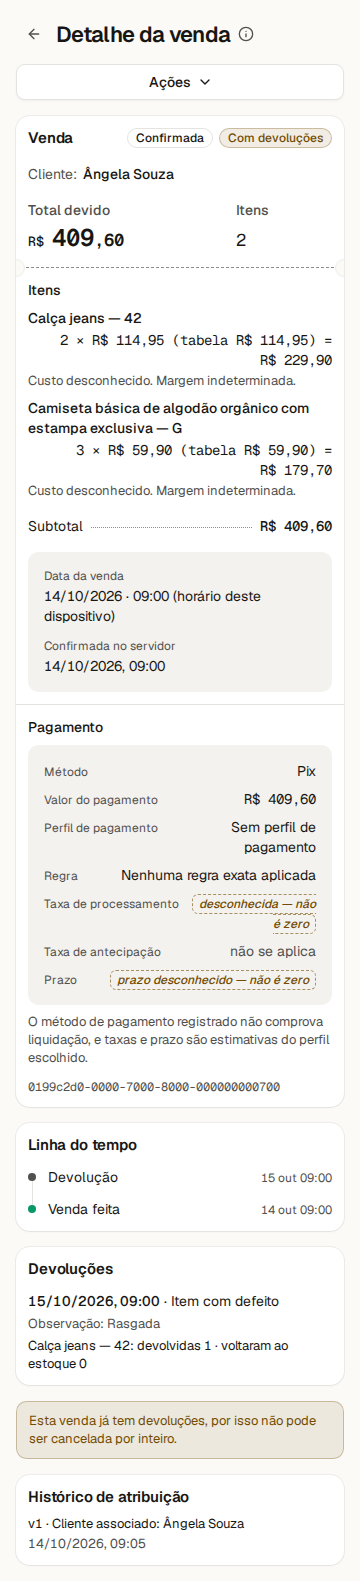 Detalhe da venda
Ações
Venda Confirmada Com devoluções
Cliente: Ângela Souza
Total devido Itens
R$ 409,60 2
Itens
Calça jeans — 42
2 × R$ 114,95 (tabela R$ 114,95) =
R$ 229,90
Custo desconhecido. Margem indeterminada.
Camiseta básica de algodão orgânico com
estampa exclusiva — G
3 × R$ 59,90 (tabela R$ 59,90) =
R$ 179,70
Custo desconhecido. Margem indeterminada.
Subtotal R$ 409,60
Data da venda
14/10/2026 · 09:00 (horário deste
dispositivo)
Confirmada no servidor
14/10/2026, 09:00
Pagamento
Método Pix
Valor do pagamento R$ 409,60
Perfil de pagamento Sem perfil de
pagamento
Regra Nenhuma regra exata aplicada
Taxa de processamento desconhecida — não
é zero
Taxa de antecipação não se aplica
Prazo prazo desconhecido — não é zero
O método de pagamento registrado não comprova
liquidação, e taxas e prazo são estimativas do perfil
escolhido.
0199c2d0-0000-7000-8000-000000000700
Linha do tempo
Devolução 15 out 09:00
Venda feita 14 out 09:00
Devoluções
15/10/2026, 09:00 · Item com defeito
Observação: Rasgada
Calça jeans — 42: devolvidas 1 · voltaram ao
estoque 0
Esta venda já tem devoluções, por isso não pode
ser cancelada por inteiro.
Histórico de atribuição
v1 · Cliente associado: Ângela Souza
14/10/2026, 09:05